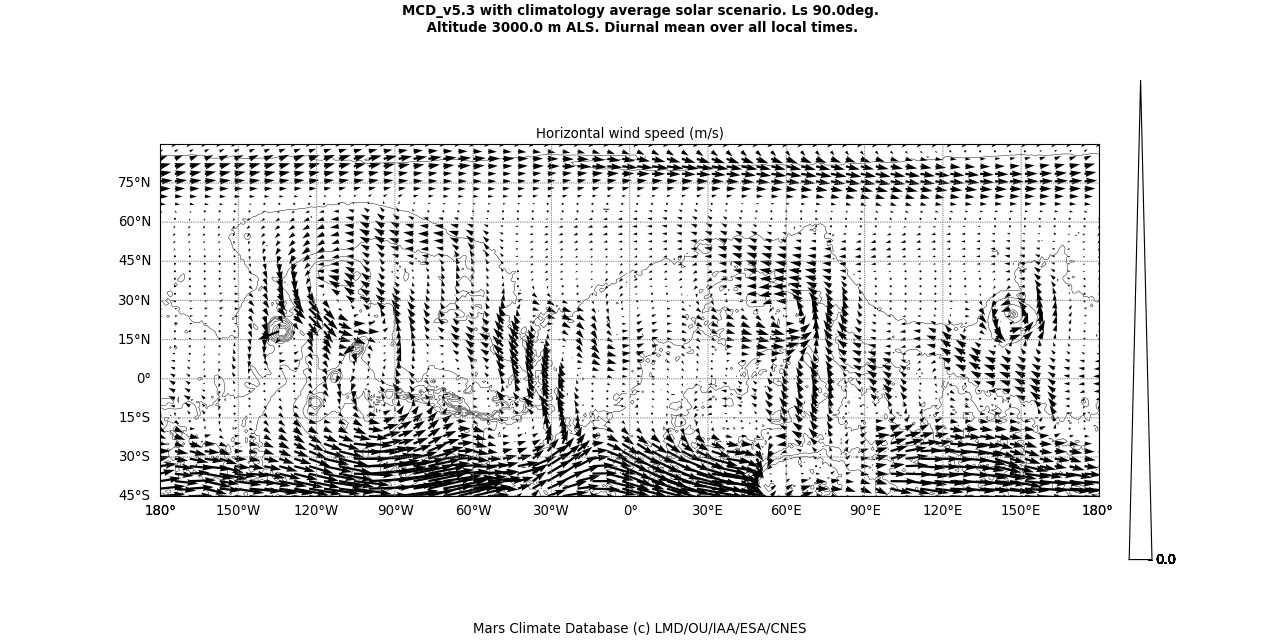 MCD_v5.3 with climatology average solar scenario. Ls 90.0deg.
Altitude 3000.0 m ALS. Diurnal mean over all local times.
Horizontal wind speed (m/s)
75°N
60°N
45°N
30°N
15°N
0°
15°S
30°S
45°S
180° 150°W 120°W 90°W 60°W 30°W 0° 30°E 60°E 90°E 120°E 150°E 180°
0.0
Mars Climate Database (c) LMD/OU/IAA/ESA/CNES